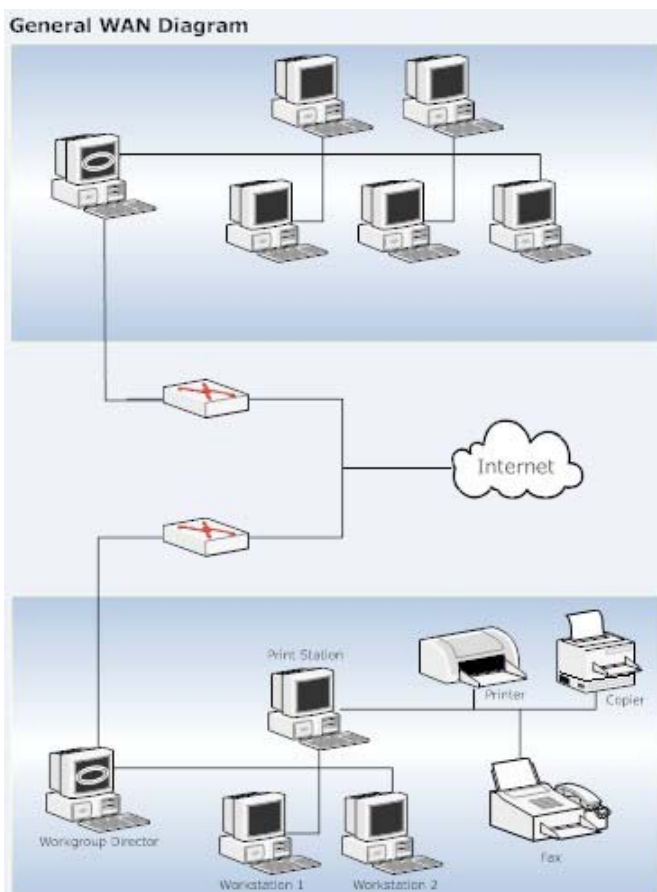 General WAN Diagram
Internet
Print Station
Printer
Copier
Workgroup Director
Fax
Workstation 1
Workstation 2